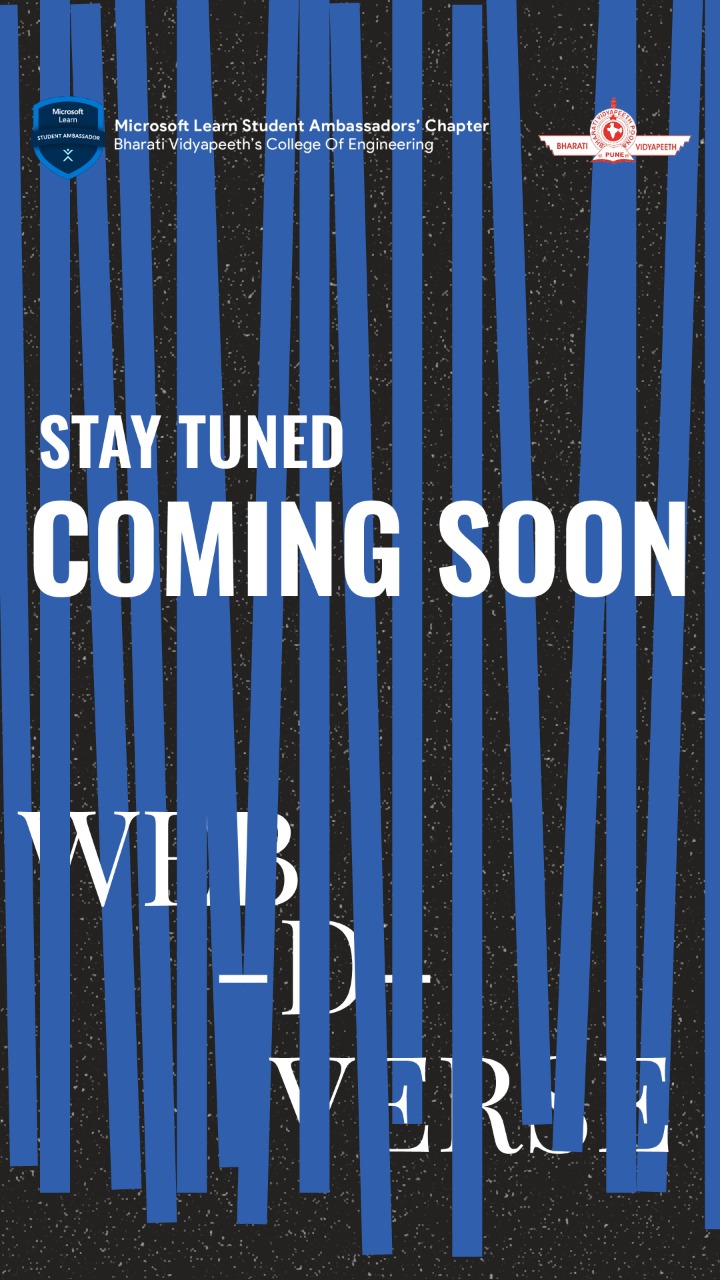 Microsoft
Learn
STUDENT AMBASSADOR
Microsoft Learn Student Ambassadors' Chapter
Bharati Vidyapeeth's College Of Engineering
BHARATI VIDYAPEETH POONA
BHARATI VIDYAPEETH
PUNE
STAY TUNED
COMING SOON
WEB
-D-
VERSE